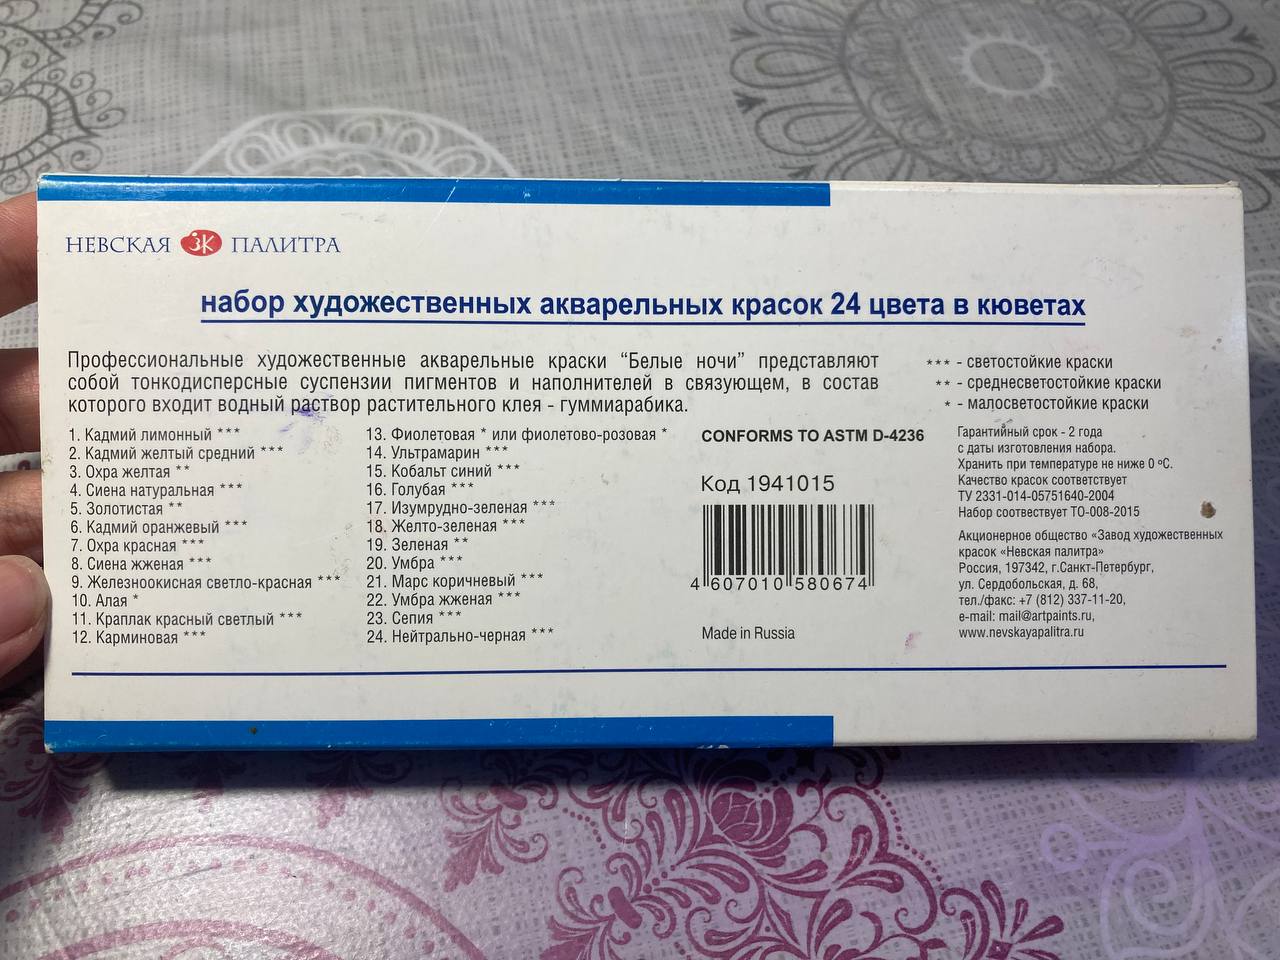 НЕВСКАЯ ЗК ПАЛИТРА
набор художественных акварельных красок 24 цвета в кюветах
Профессиональные художественные акварельные краски “Белые ночи” представляют
собой тонкодисперсные суспензии пигментов и наполнителей в связующем, в состав
которого входит водный раствор растительного клея - гуммиарабика.
*** - светостойкие краски
** - среднесветостойкие краски
* - малосветостойкие краски
1. Кадмий лимонный ***
2. Кадмий желтый средний ***
3. Охра желтая **
4. Сиена натуральная ***
5. Золотистая **
6. Кадмий оранжевый ***
7. Охра красная ***
8. Сиена жженая ***
9. Железноокисная светло-красная ***
10. Алая *
11. Краплак красный светлый ***
12. Карминовая ***
13. Фиолетовая * или фиолетово-розовая *
14. Ультрамарин ***
15. Кобальт синий ***
16. Голубая ***
17. Изумрудно-зеленая ***
18. Желто-зеленая ***
19. Зеленая **
20. Умбра ***
21. Марс коричневый ***
22. Умбра жженая ***
23. Сепия ***
24. Нейтрально-черная ***
CONFORMS TO ASTM D-4236
Код 1941015
4 607010 580674
Made in Russia
Гарантийный срок - 2 года
с даты изготовления набора.
Хранить при температуре не ниже 0 ºС.
Качество красок соответствует
ТУ 2331-014-05751640-2004
Набор соотвествует ТО-008-2015
Акционерное общество «Завод художественных
красок «Невская палитра»
Россия, 197342, г.Санкт-Петербург,
ул. Сердобольская, д. 68,
тел./факс: +7 (812) 337-11-20,
e-mail: mail@artpaints.ru,
www.nevskayapalitra.ru